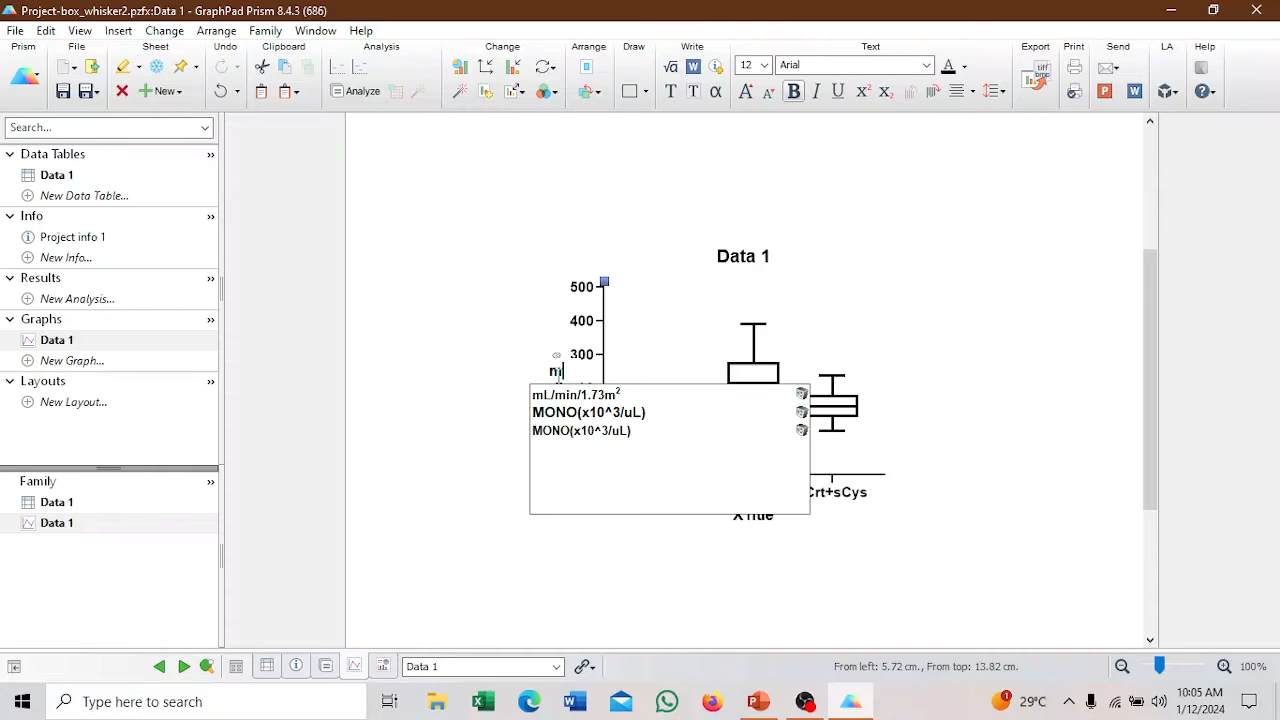 Project-box_whisker2.pzfx:Data 1 - GraphPad Prism 8.4.3 (686)
File Edit View Insert Change Arrange Family Window Help
Prism File Sheet Undo Clipboard Analysis Change Arrange Draw Write Text Export Print Send LA Help
12 Arial A
New Analyze T T α A A B I U X² X₂
tiff
bmp
Search...
Data Tables
Data 1
New Data Table...
Info
Project info 1
New Info...
Results
New Analysis...
Graphs
Data 1
New Graph...
Layouts
New Layout...
Family
Data 1
Data 1
Data 1
500
400
300
m
mL/min/1.73m²
MONO(x10^3/uL)
MONO(x10^3/uL)
Crt+sCys
X Title
Data 1
From left: 5.72 cm, From top: 13.82 cm.
100%
Type here to search
29°C
10:05 AM
1/12/2024